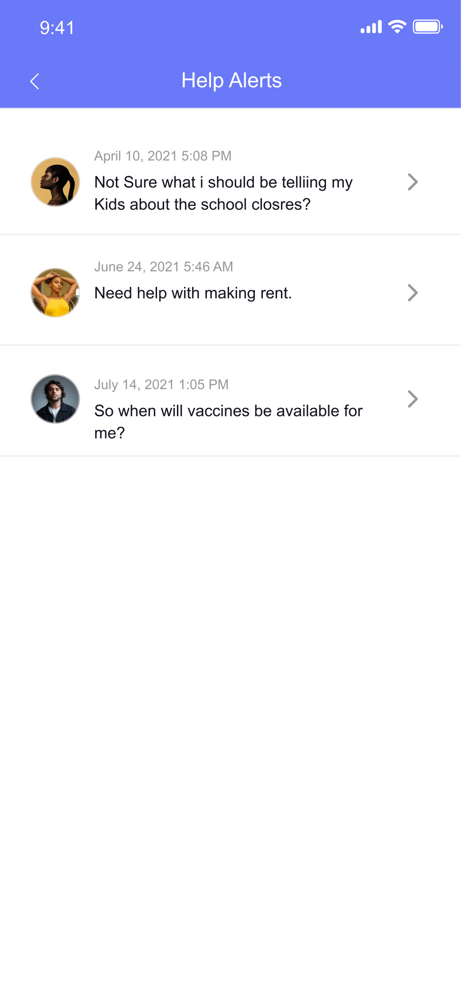 9:41
Help Alerts
April 10, 2021 5:08 PM
Not Sure what i should be telliing my
Kids about the school closres?
June 24, 2021 5:46 AM
Need help with making rent.
July 14, 2021 1:05 PM
So when will vaccines be available for
me?